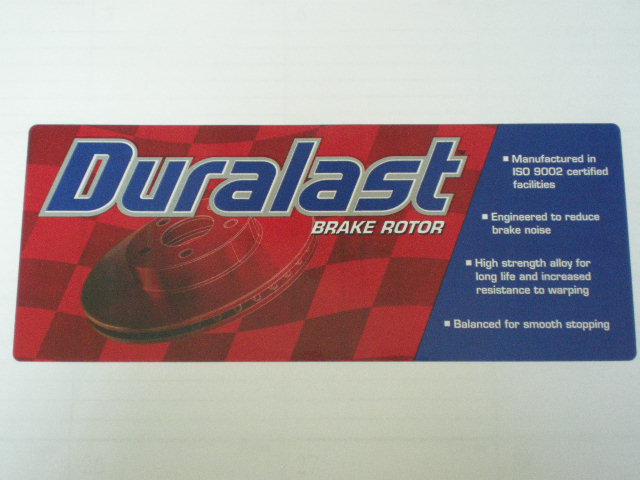 Duralast
BRAKE ROTOR
▪ Manufactured in
ISO 9002 certified
facilities
▪ Engineered to reduce
brake noise
▪ High strength alloy for
long life and increased
resistance to warping
▪ Balanced for smooth stopping